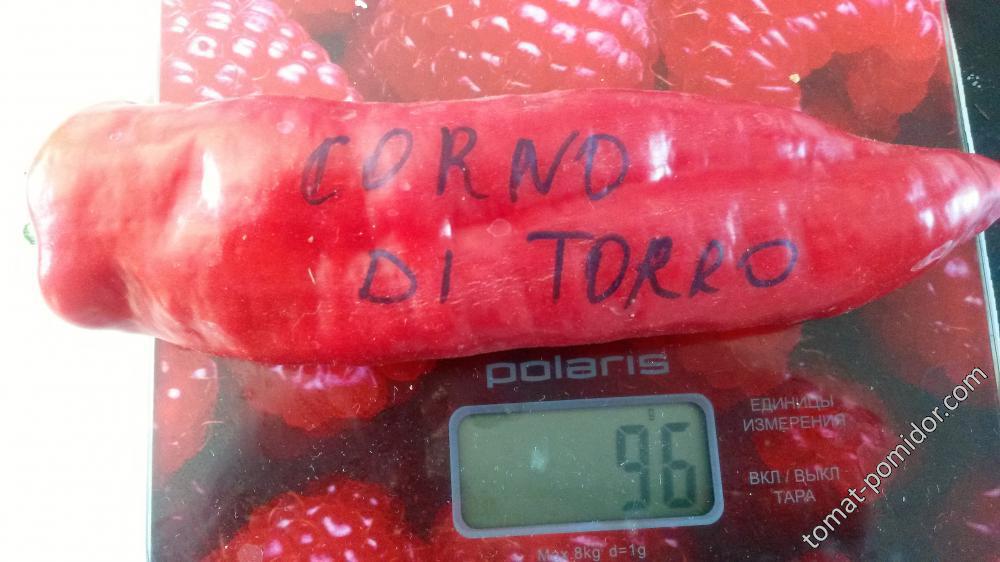 CORNO
DI TORRO
polaris
g
96
ЕДИНИЦЫ
ИЗМЕРЕНИЯ
ВКЛ / ВЫКЛ
ТАРА
Max 8kg d=1g
tomat-pomidor.com